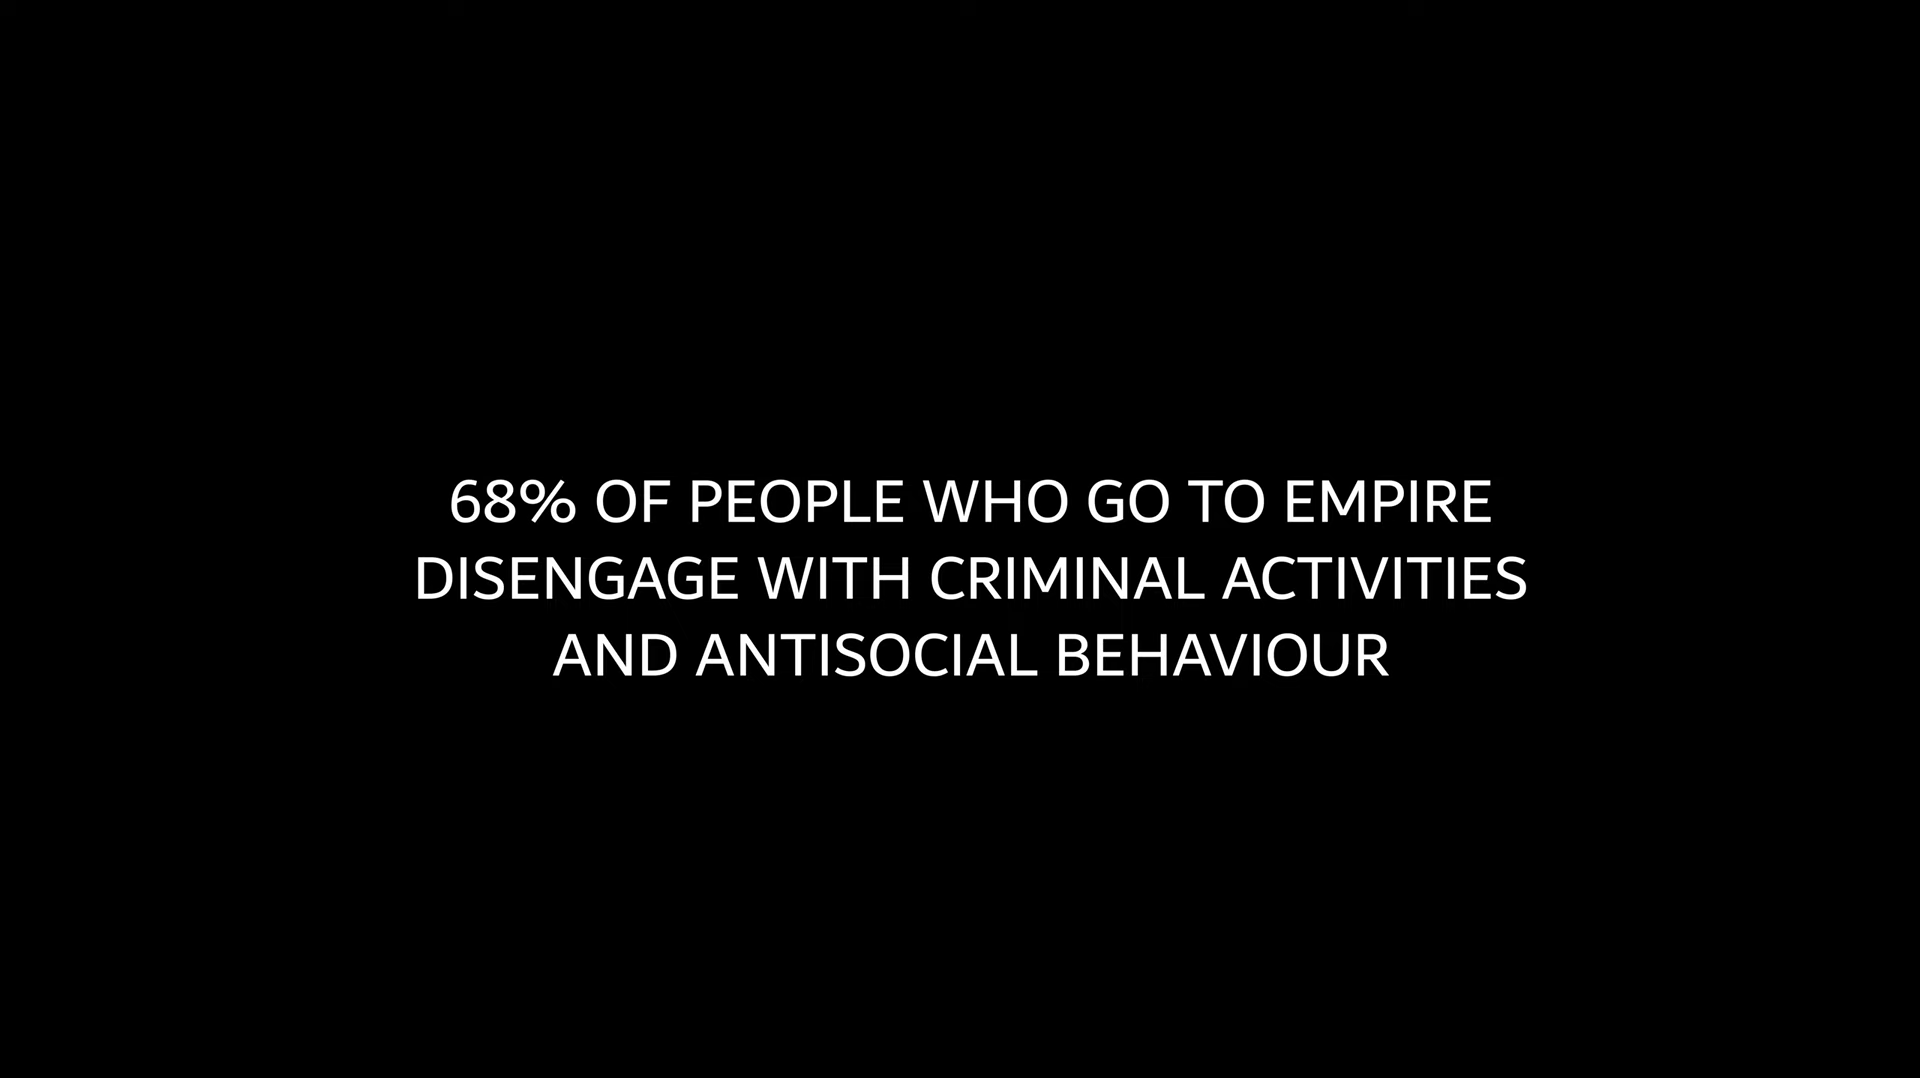 68% OF PEOPLE WHO GO TO EMPIRE
DISENGAGE WITH CRIMINAL ACTIVITIES
AND ANTISOCIAL BEHAVIOUR